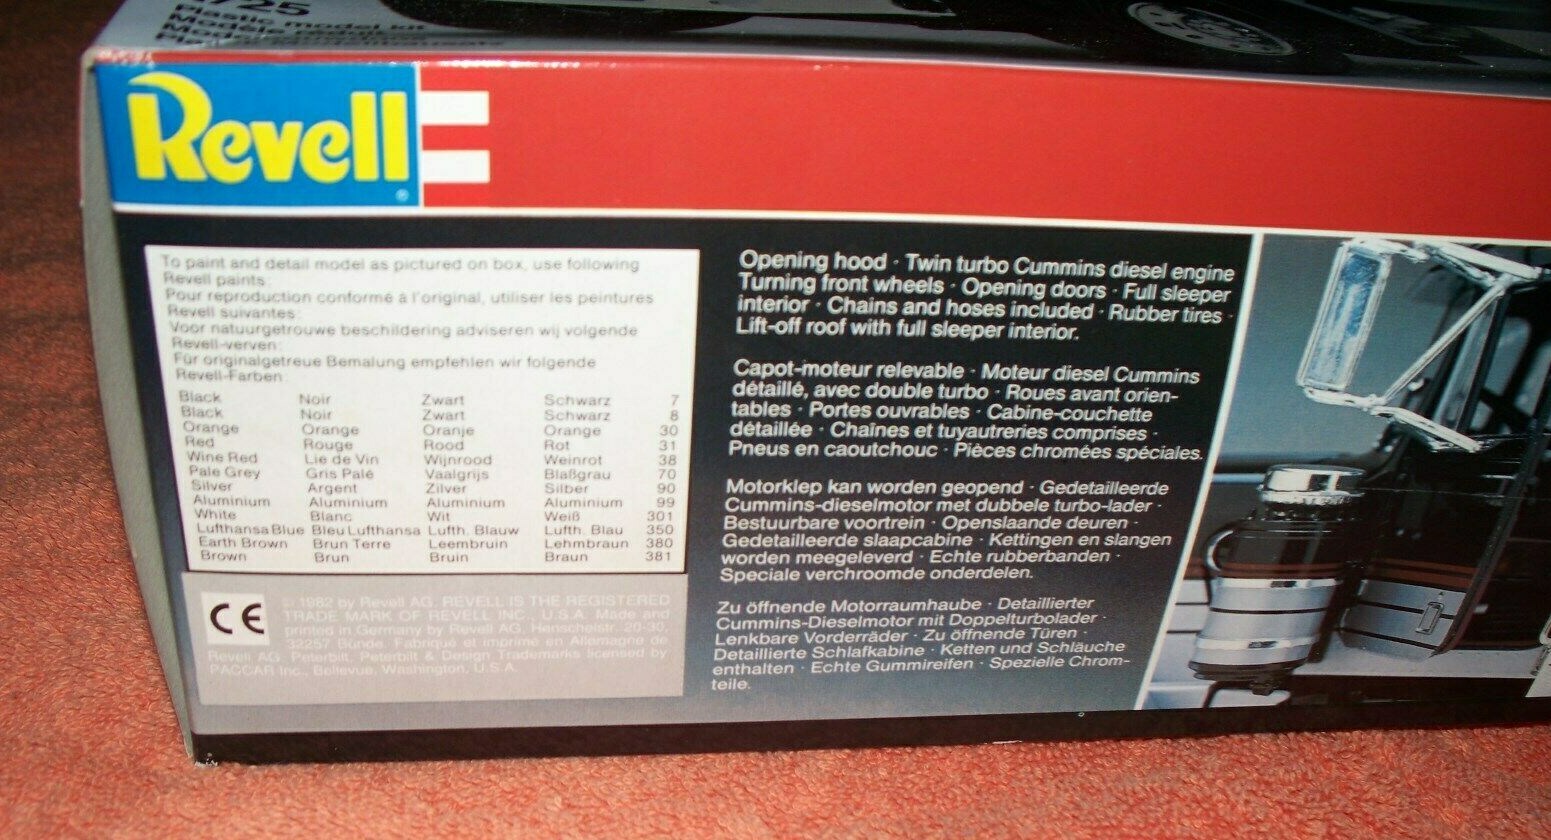 725
Plastic model kit
Revell
®
To paint and detail model as pictured on box, use following
Revell paints:
Pour reproduction conformé à l'original, utiliser les peintures
Revell suivantes:
Voor natuurgetrouwe beschildering adviseren wij volgende
Revell-verven:
Für originalgetreue Bemalung empfehlen wir folgende
Revell-Farben:
Black Noir Zwart Schwarz 7
Black Noir Zwart Schwarz 8
Orange Orange Oranje Orange 30
Red Rouge Rood Rot 31
Wine Red Lie de Vin Wijnrood Weinrot 38
Pale Grey Gris Pale Vaalgrijs Blaßgrau 70
Silver Argent Zilver Silber 90
Aluminium Aluminium Aluminium Aluminium 99
White Blanc Wit Weiß 301
Lufthansa Blue Bleu Lufthansa Lufth. Blauw Lufth. Blau 350
Earth Brown Brun Terre Leembruin Lehmbraun 380
Brown Brun Bruin Braun 381
CE
© 1982 by Revell AG. REVELL IS THE REGISTERED
TRADE MARK OF REVELL INC., U.S.A. Made and
printed in Germany by Revell AG, Henschelstr. 20-30,
32257 Bünde. Fabriqué et imprimé en Allemagne de
Revell AG. Peterbilt, Peterbilt & Design Trademarks licensed by
PACCAR Inc., Bellevue, Washington, U.S.A.
Opening hood · Twin turbo Cummins diesel engine
Turning front wheels · Opening doors · Full sleeper
interior · Chains and hoses included · Rubber tires ·
Lift-off roof with full sleeper interior.
Capot-moteur relevable · Moteur diesel Cummins
détaillé, avec double turbo · Roues avant orien-
tables · Portes ouvrables · Cabine-couchette
détaillée · Chaînes et tuyautreries comprises ·
Pneus en caoutchouc · Pièces chromées spéciales.
Motorklep kan worden geopend · Gedetailleerde
Cummins-dieselmotor met dubbele turbo-lader ·
Bestuurbare voortrein · Openslaande deuren ·
Gedetailleerde slaapcabine · Kettingen en slangen
worden meegeleverd · Echte rubberbanden ·
Speciale verchroomde onderdelen.
Zu öffnende Motorraumhaube · Detaillierter
Cummins-Dieselmotor mit Doppelturbolader ·
Lenkbare Vorderräder · Zu öffnende Türen ·
Detaillierte Schlafkabine · Ketten und Schläuche
enthalten · Echte Gummireifen · Spezielle Chrom-
teile.